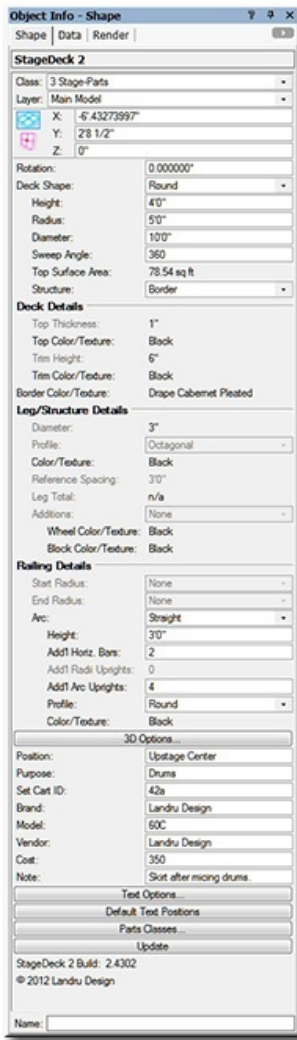 Object Info - Shape
Shape Data Render
StageDeck 2
Class: 3 Stage-Parts
Layer: Main Model
X: -6'.43273997"
Y: 2'8 1/2"
Z: 0"
Rotation: 0.000000°
Deck Shape: Round
Height: 4'0"
Radius: 5'0"
Diameter: 10'0"
Sweep Angle: 360
Top Surface Area: 78.54 sq ft
Structure: Border
Deck Details
Top Thickness: 1"
Top Color/Texture: Black
Trim Height: 6"
Trim Color/Texture: Black
Border Color/Texture: Drape Cabernet Pleated
Leg/Structure Details
Diameter: 3"
Profile: Octagonal
Color/Texture: Black
Reference Spacing: 3'0"
Leg Total: n/a
Additions: None
Wheel Color/Texture: Black
Block Color/Texture: Black
Railing Details
Start Radius: None
End Radius: None
Arc: Straight
Height: 3'0"
Add'l Horiz. Bars: 2
Add'l Radii Uprights: 0
Add'l Arc Uprights: 4
Profile: Round
Color/Texture: Black
3D Options...
Position: Upstage Center
Purpose: Drums
Set Cart ID: 42a
Brand: Landru Design
Model: 60C
Vendor: Landru Design
Cost: 350
Note: Skirt after micing drums.
Text Options...
Default Text Positions
Parts Classes...
Update
StageDeck 2 Build: 2.4302
© 2012 Landru Design
Name: